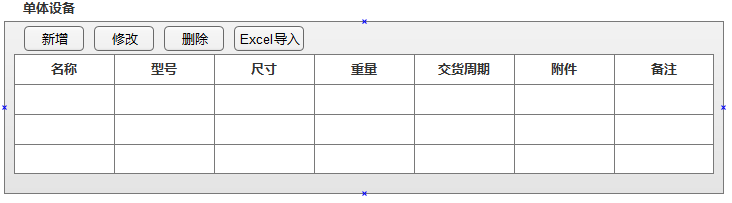 单体设备
新增 修改 删除 Excel导入
名称 型号 尺寸 重量 交货周期 附件 备注